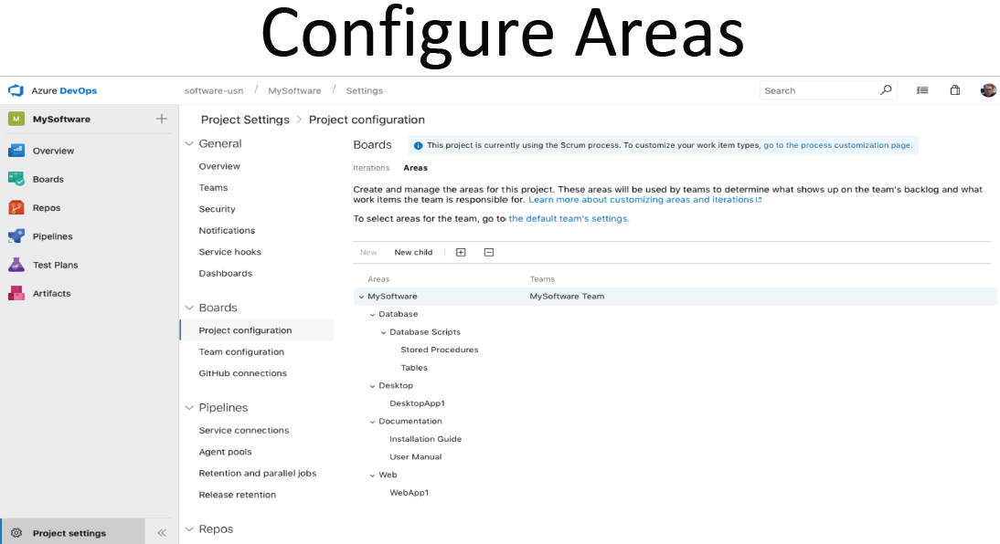 Configure Areas
Azure DevOps
software-usn / MySoftware / Settings
Search
M MySoftware
Overview
Boards
Repos
Pipelines
Test Plans
Artifacts
Project settings
Project Settings > Project configuration
General
Overview
Teams
Security
Notifications
Service hooks
Dashboards
Boards
Project configuration
Team configuration
GitHub connections
Pipelines
Service connections
Agent pools
Retention and parallel jobs
Release retention
Repos
Boards
This project is currently using the Scrum process. To customize your work item types, go to the process customization page.
Iterations Areas
Create and manage the areas for this project. These areas will be used by teams to determine what shows up on the team's backlog and what
work items the team is responsible for. Learn more about customizing areas and iterations
To select areas for the team, go to the default team's settings.
New New child
Areas Teams
MySoftware MySoftware Team
Database
Database Scripts
Stored Procedures
Tables
Desktop
DesktopApp1
Documentation
Installation Guide
User Manual
Web
WebApp1